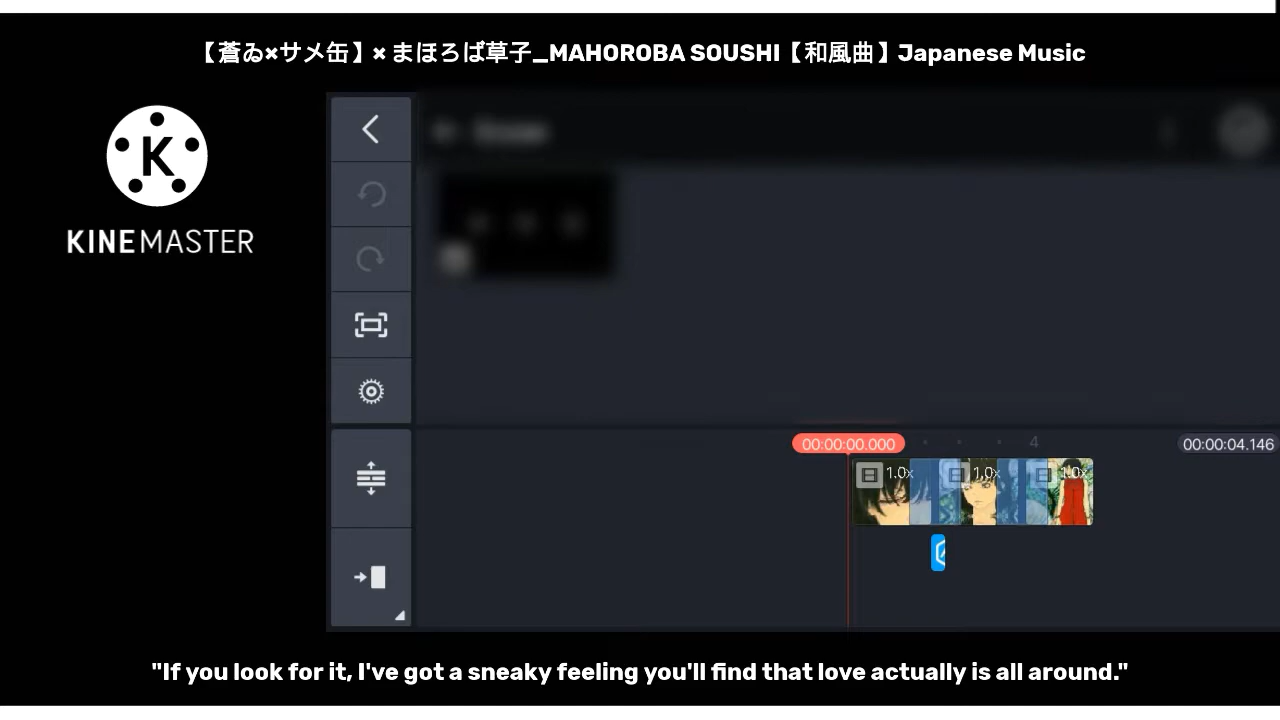 【蒼ゐ×サメ缶】× まほろば草子_MAHOROBA SOUSHI【和風曲】Japanese Music
K
KINEMASTER
00:00:00.000
4
00:00:04.146
1.0x
1.0x
1.0x
"If you look for it, I've got a sneaky feeling you'll find that love actually is all around."